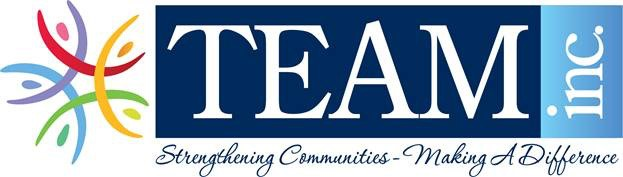 TEAM inc.
Strengthening Communities - Making A Difference